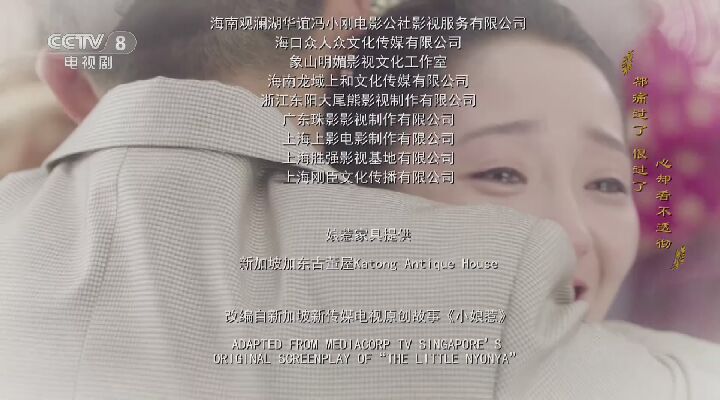 CCTV 8
电视剧
海南观澜湖华谊冯小刚电影公社影视服务有限公司
海口众人众文化传媒有限公司
象山明媚影视文化工作室
海南龙域上和文化传媒有限公司
浙江东阳大尾熊影视制作有限公司
广东珠影影视制作有限公司
上海上影电影制作有限公司
上海胜强影视基地有限公司
上海刚臣文化传播有限公司
娘惹家具提供
新加坡加东古董屋Katong Antique House
改编自新加坡新传媒电视原创故事《小娘惹》
ADAPTED FROM MEDIACORP TV SINGAPORE'S
ORIGINAL SCREENPLAY OF "THE LITTLE NYONYA"
都痛过了 恨过了
心却看不透彻